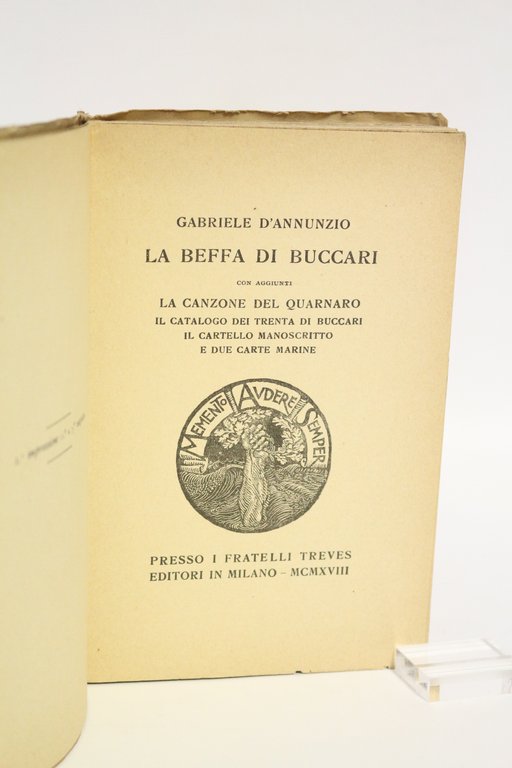 GABRIELE D'ANNUNZIO
LA BEFFA DI BUCCARI
CON AGGIUNTI
LA CANZONE DEL QUARNARO
IL CATALOGO DEI TRENTA DI BUCCARI
IL CARTELLO MANOSCRITTO
E DUE CARTE MARINE
MEMENTO AVDERE SEMPER
PRESSO I FRATELLI TREVES
EDITORI IN MILANO – MCMXVIII